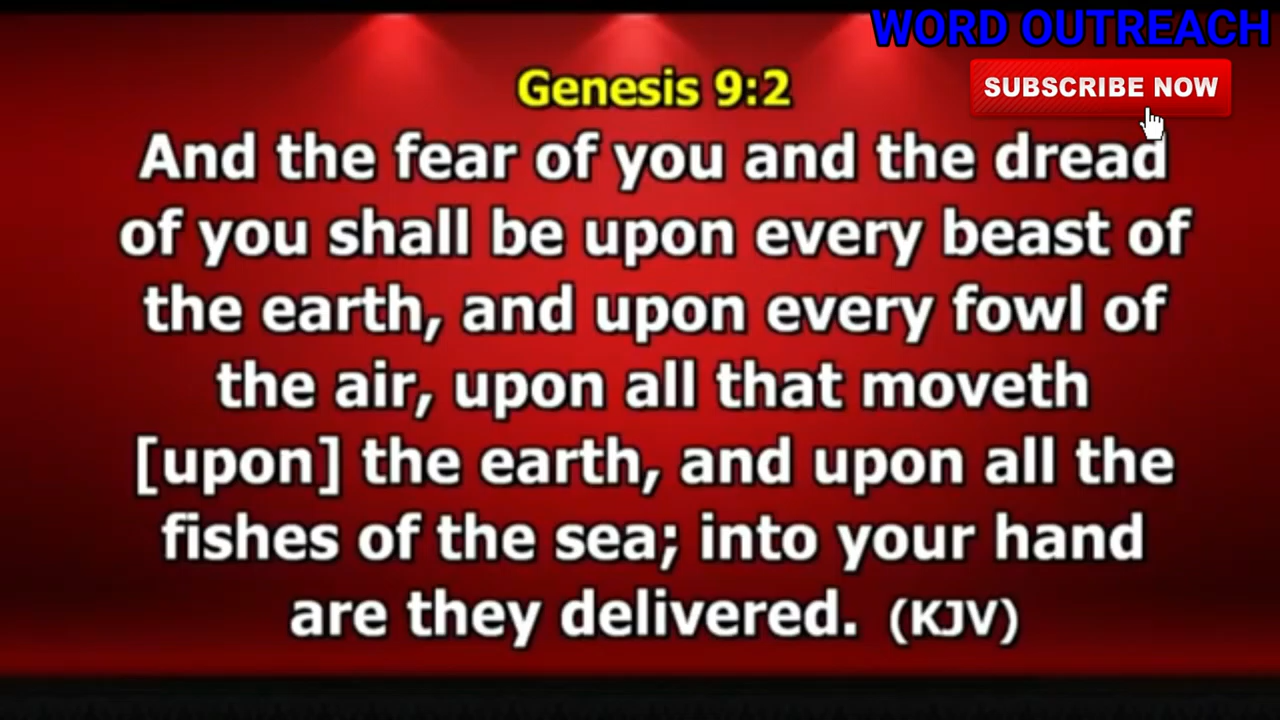 WORD OUTREACH
SUBSCRIBE NOW
Genesis 9:2
And the fear of you and the dread
of you shall be upon every beast of
the earth, and upon every fowl of
the air, upon all that moveth
[upon] the earth, and upon all the
fishes of the sea; into your hand
are they delivered. (KJV)